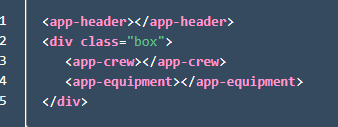 1 <app-header></app-header>
2 <div class="box">
3    <app-crew></app-crew>
4    <app-equipment></app-equipment>
5 </div>